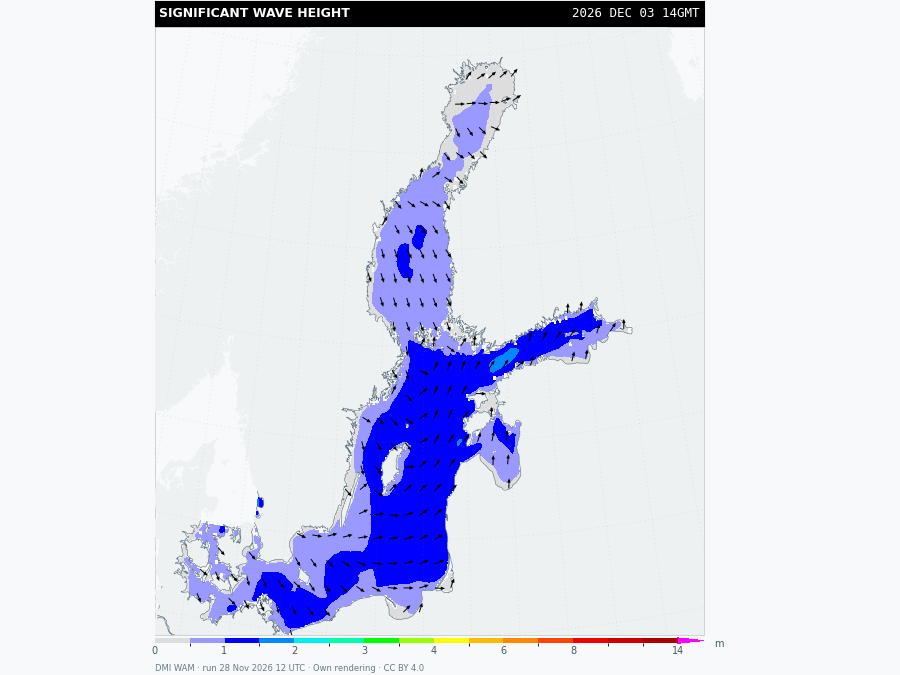 SIGNIFICANT WAVE HEIGHT 2026 DEC 03 14GMT
0 1 2 3 4 6 8 14 m
DMI WAM · run 28 Nov 2026 12 UTC · Own rendering · CC BY 4.0